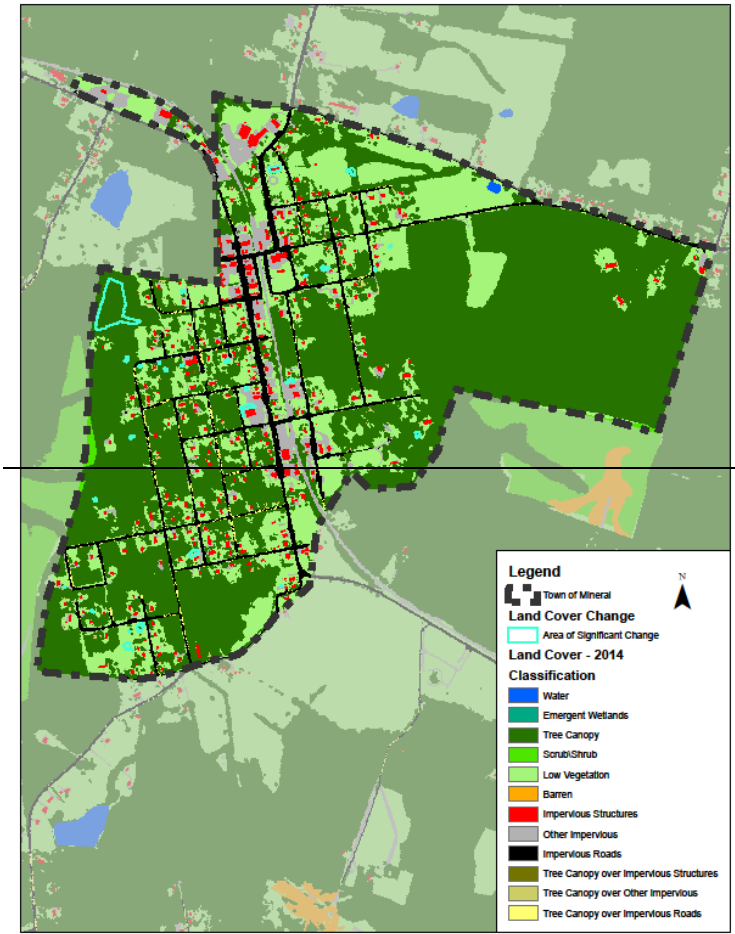 Legend
N
Town of Mineral
Land Cover Change
Area of Significant Change
Land Cover - 2014
Classification
Water
Emergent Wetlands
Tree Canopy
Scrub\Shrub
Low Vegetation
Barren
Impervious Structures
Other Impervious
Impervious Roads
Tree Canopy over Impervious Structures
Tree Canopy over Other Impervious
Tree Canopy over Impervious Roads